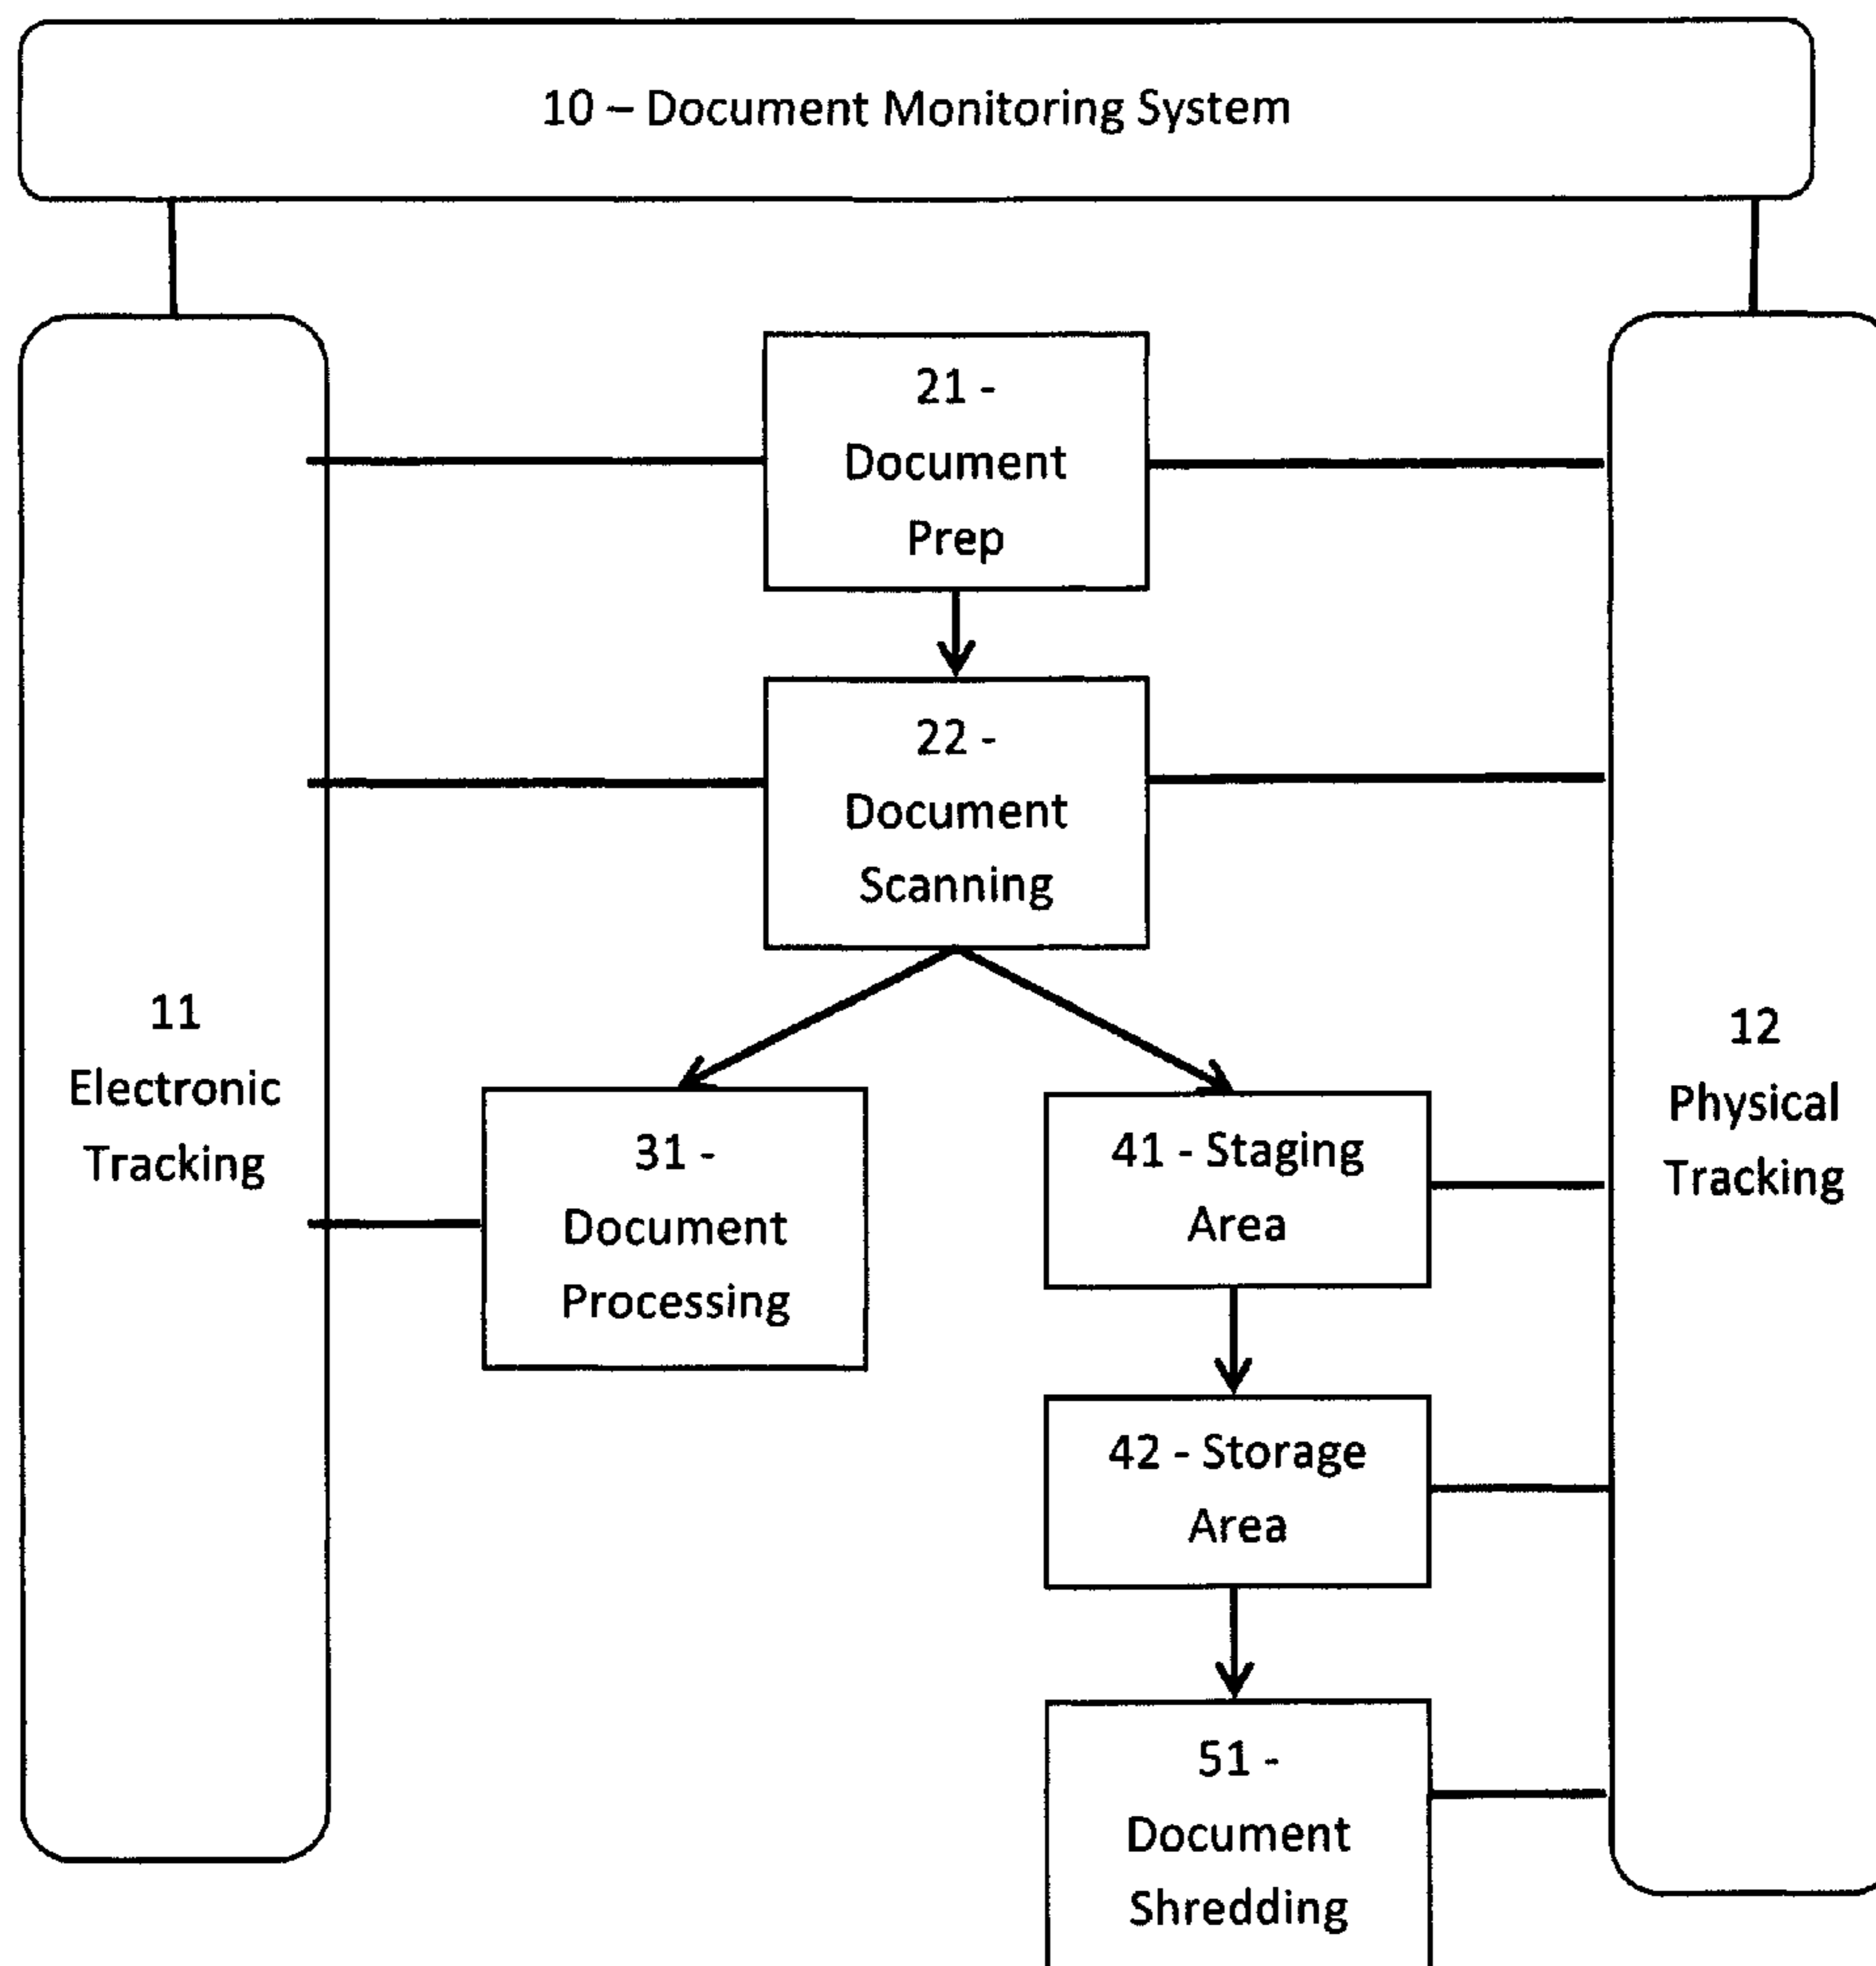 10 – Document Monitoring System
21 -
Document
Prep
22 -
Document
Scanning
11
Electronic
Tracking
12
Physical
Tracking
31 -
Document
Processing
41 - Staging
Area
42 - Storage
Area
51 -
Document
Shredding